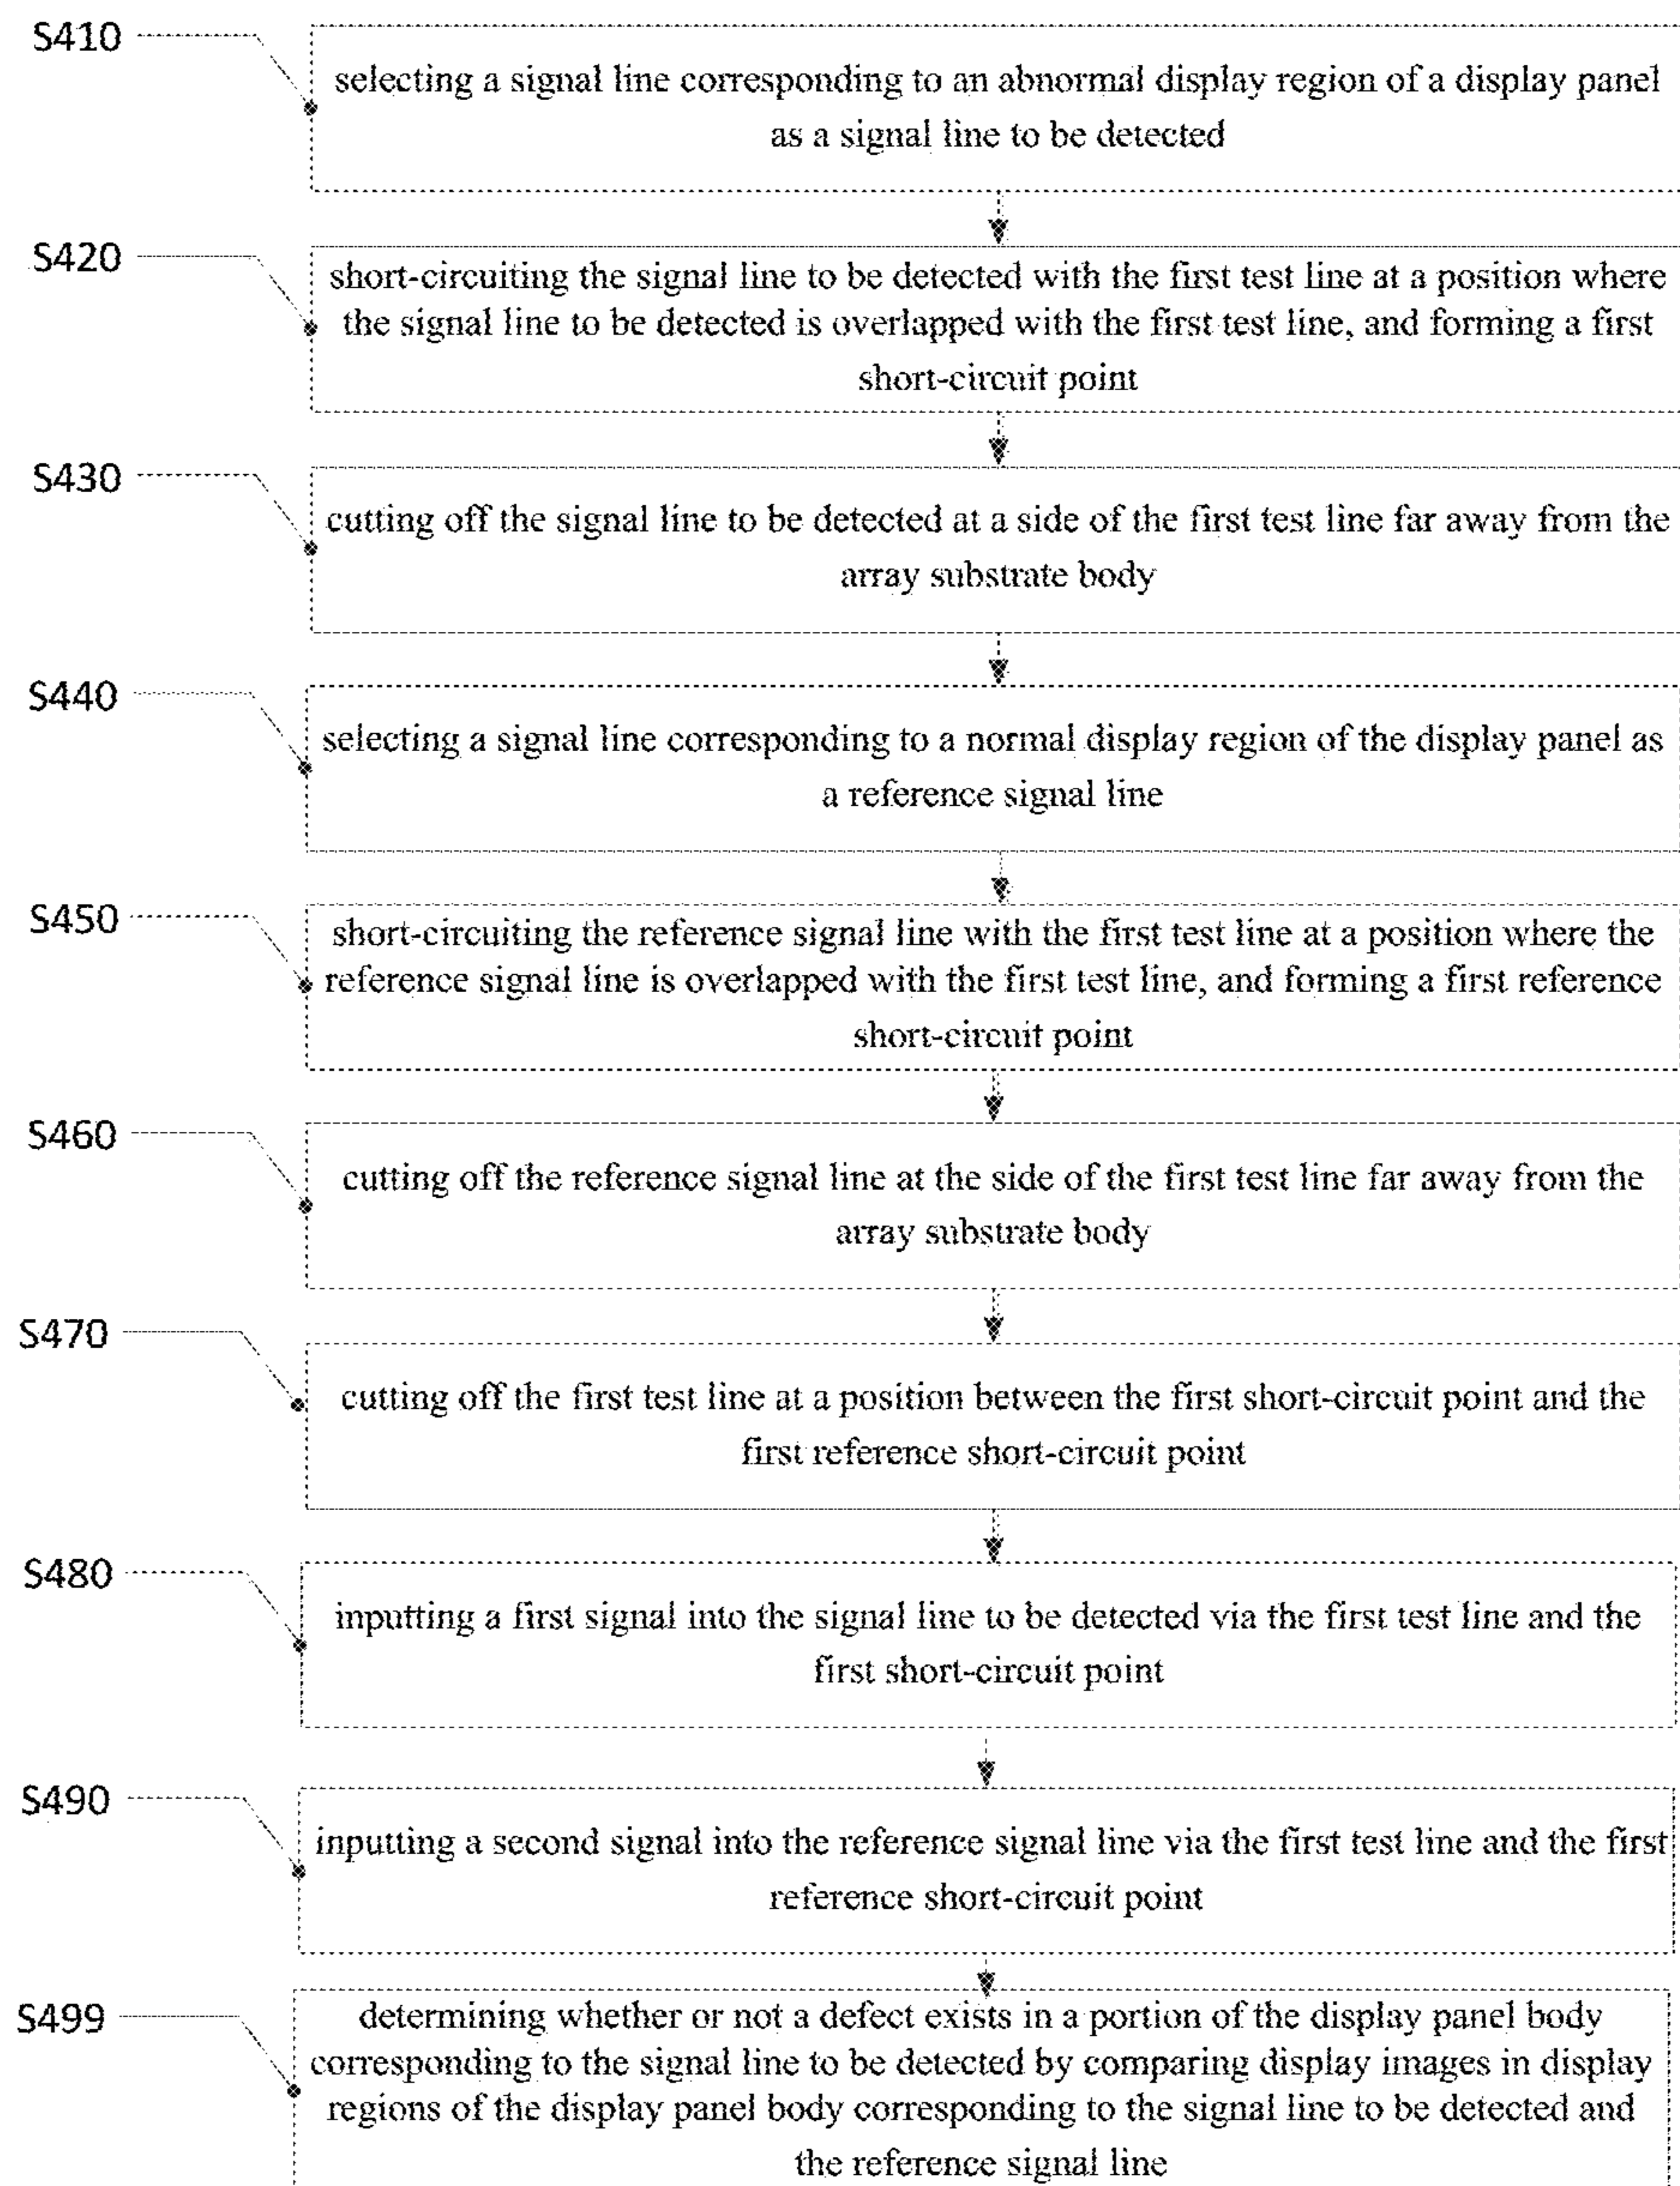 S410
selecting a signal line corresponding to an abnormal display region of a display panel
as a signal line to be detected
S420
short-circuiting the signal line to be detected with the first test line at a position where
the signal line to be detected is overlapped with the first test line, and forming a first
short-circuit point
S430
cutting off the signal line to be detected at a side of the first test line far away from the
array substrate body
S440
selecting a signal line corresponding to a normal display region of the display panel as
a reference signal line
S450
short-circuiting the reference signal line with the first test line at a position where the
reference signal line is overlapped with the first test line, and forming a first reference
short-circuit point
S460
cutting off the reference signal line at the side of the first test line far away from the
array substrate body
S470
cutting off the first test line at a position between the first short-circuit point and the
first reference short-circuit point
S480
inputting a first signal into the signal line to be detected via the first test line and the
first short-circuit point
S490
inputting a second signal into the reference signal line via the first test line and the first
reference short-circuit point
S499
determining whether or not a defect exists in a portion of the display panel body
corresponding to the signal line to be detected by comparing display images in display
regions of the display panel body corresponding to the signal line to be detected and
the reference signal line